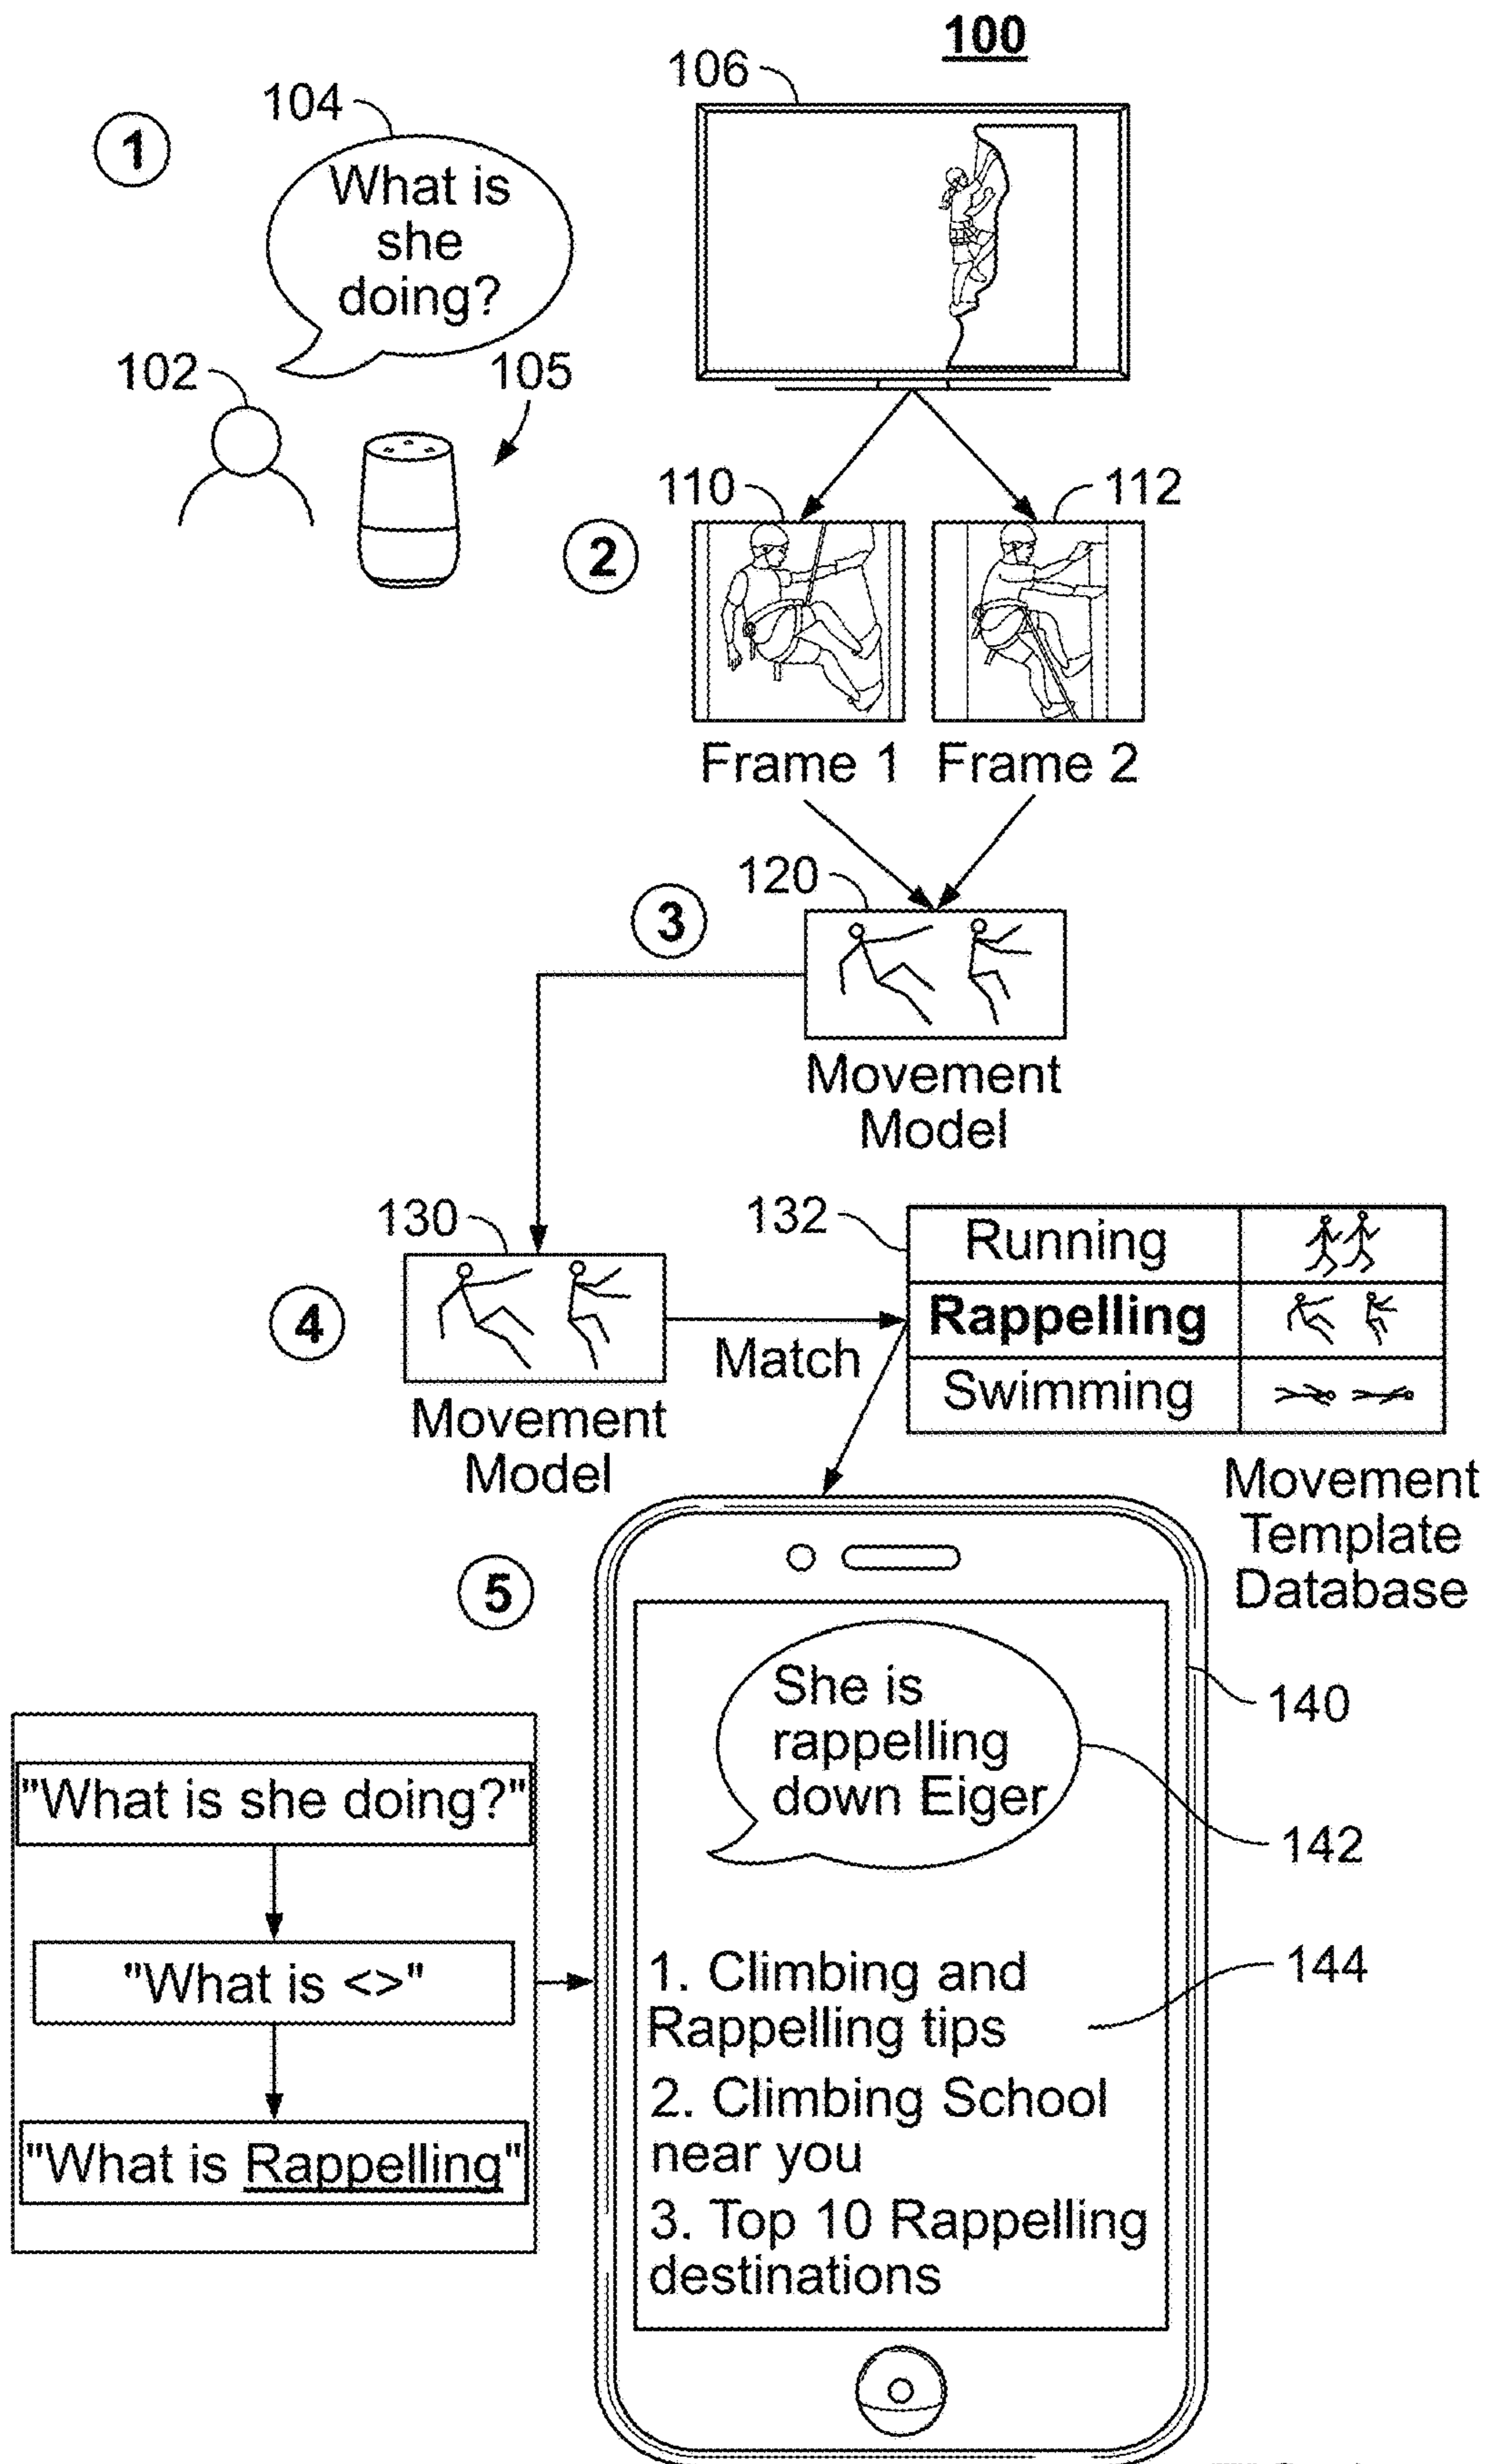 100
106
104
1
What is
she
doing?
102
105
110
112
2
Frame 1
Frame 2
120
3
Movement
Model
130
132
Running
Rappelling
Swimming
4
Match
Movement
Model
Movement
Template
Database
5
She is
rappelling
down Eiger
140
142
"What is she doing?"
"What is <>"
"What is Rappelling"
144
1. Climbing and
Rappelling tips
2. Climbing School
near you
3. Top 10 Rappelling
destinations